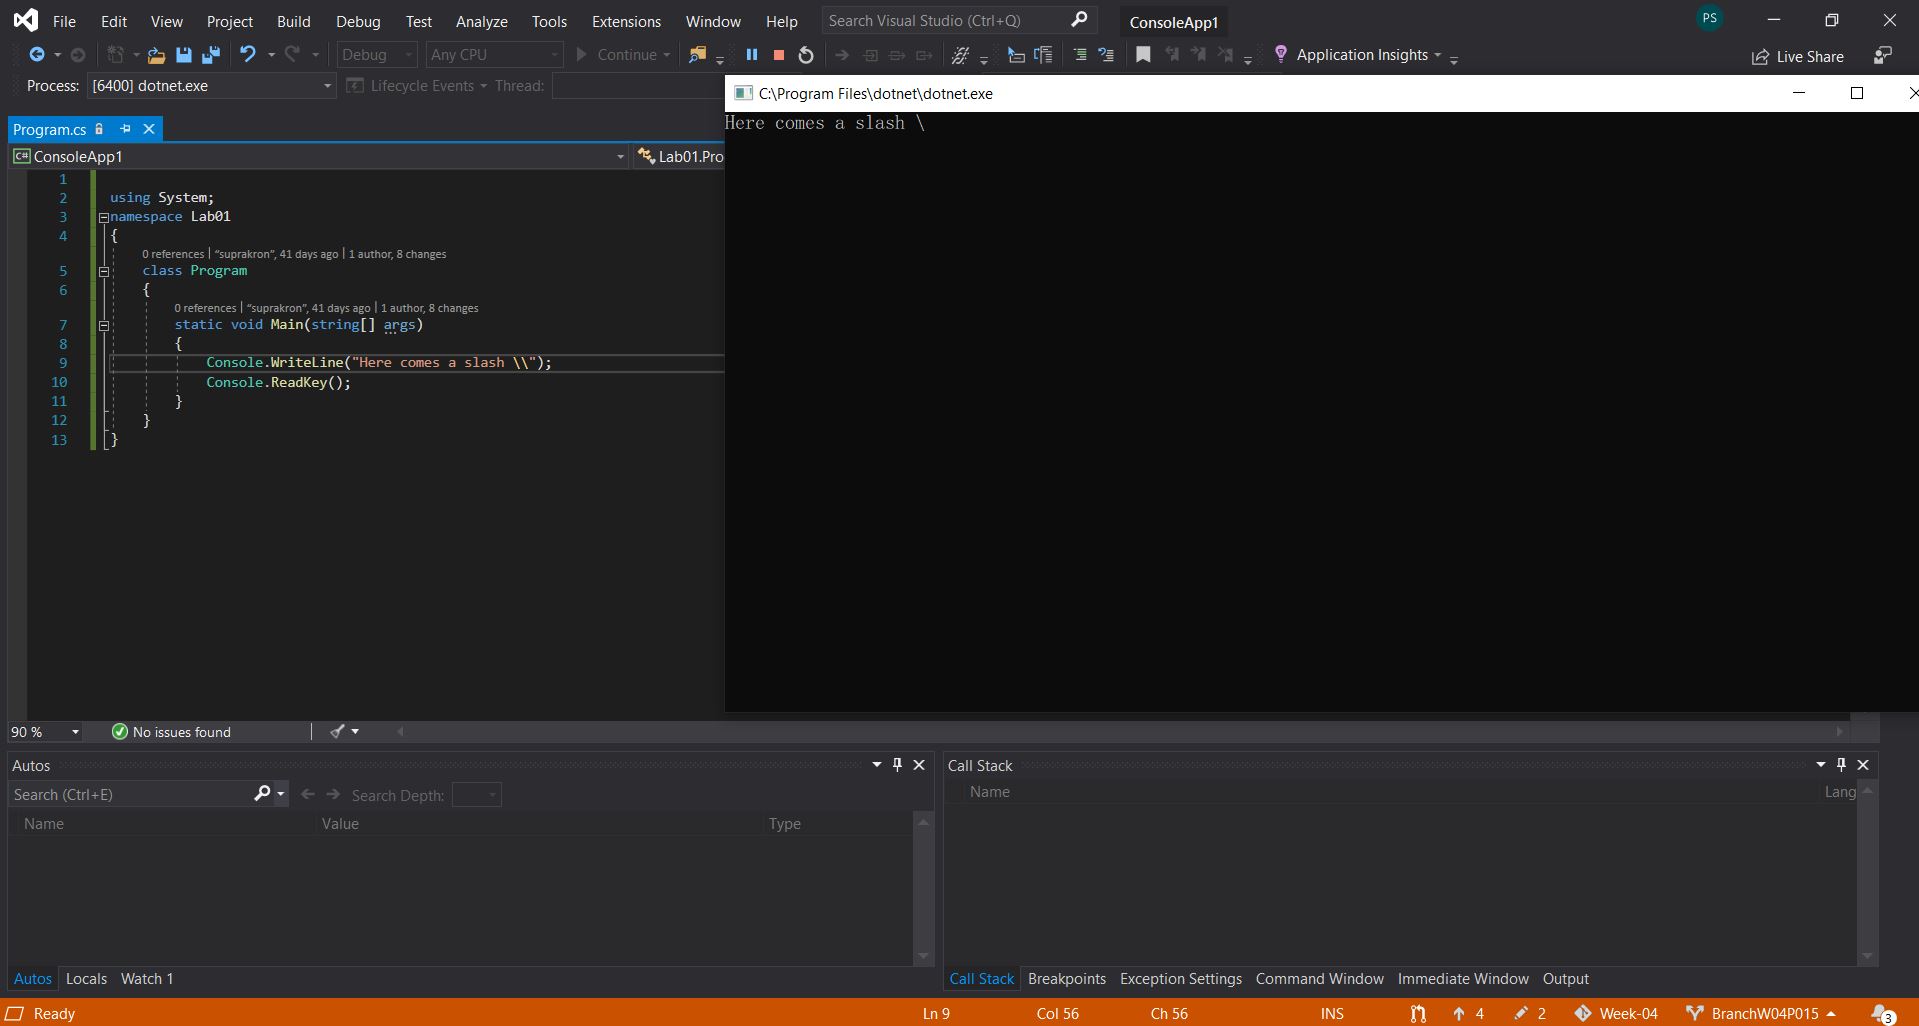 File Edit View Project Build Debug Test Analyze Tools Extensions Window Help Search Visual Studio (Ctrl+Q) ConsoleApp1 PS
Debug Any CPU Continue Application Insights Live Share
Process: [6400] dotnet.exe Lifecycle Events Thread:
C:\Program Files\dotnet\dotnet.exe
Here comes a slash \
Program.cs
C# ConsoleApp1 Lab01.Pro
1
2 using System;
3 namespace Lab01
4 {
0 references | “suprakron”, 41 days ago | 1 author, 8 changes
5 class Program
6 {
0 references | “suprakron”, 41 days ago | 1 author, 8 changes
7 static void Main(string[] args)
8 {
9 Console.WriteLine("Here comes a slash \\");
10 Console.ReadKey();
11 }
12 }
13 }
90 % No issues found
Autos
Search (Ctrl+E) Search Depth:
Name Value Type
Autos Locals Watch 1
Call Stack
Name Lang
Call Stack Breakpoints Exception Settings Command Window Immediate Window Output
Ready Ln 9 Col 56 Ch 56 INS 4 2 Week-04 BranchW04P015 3